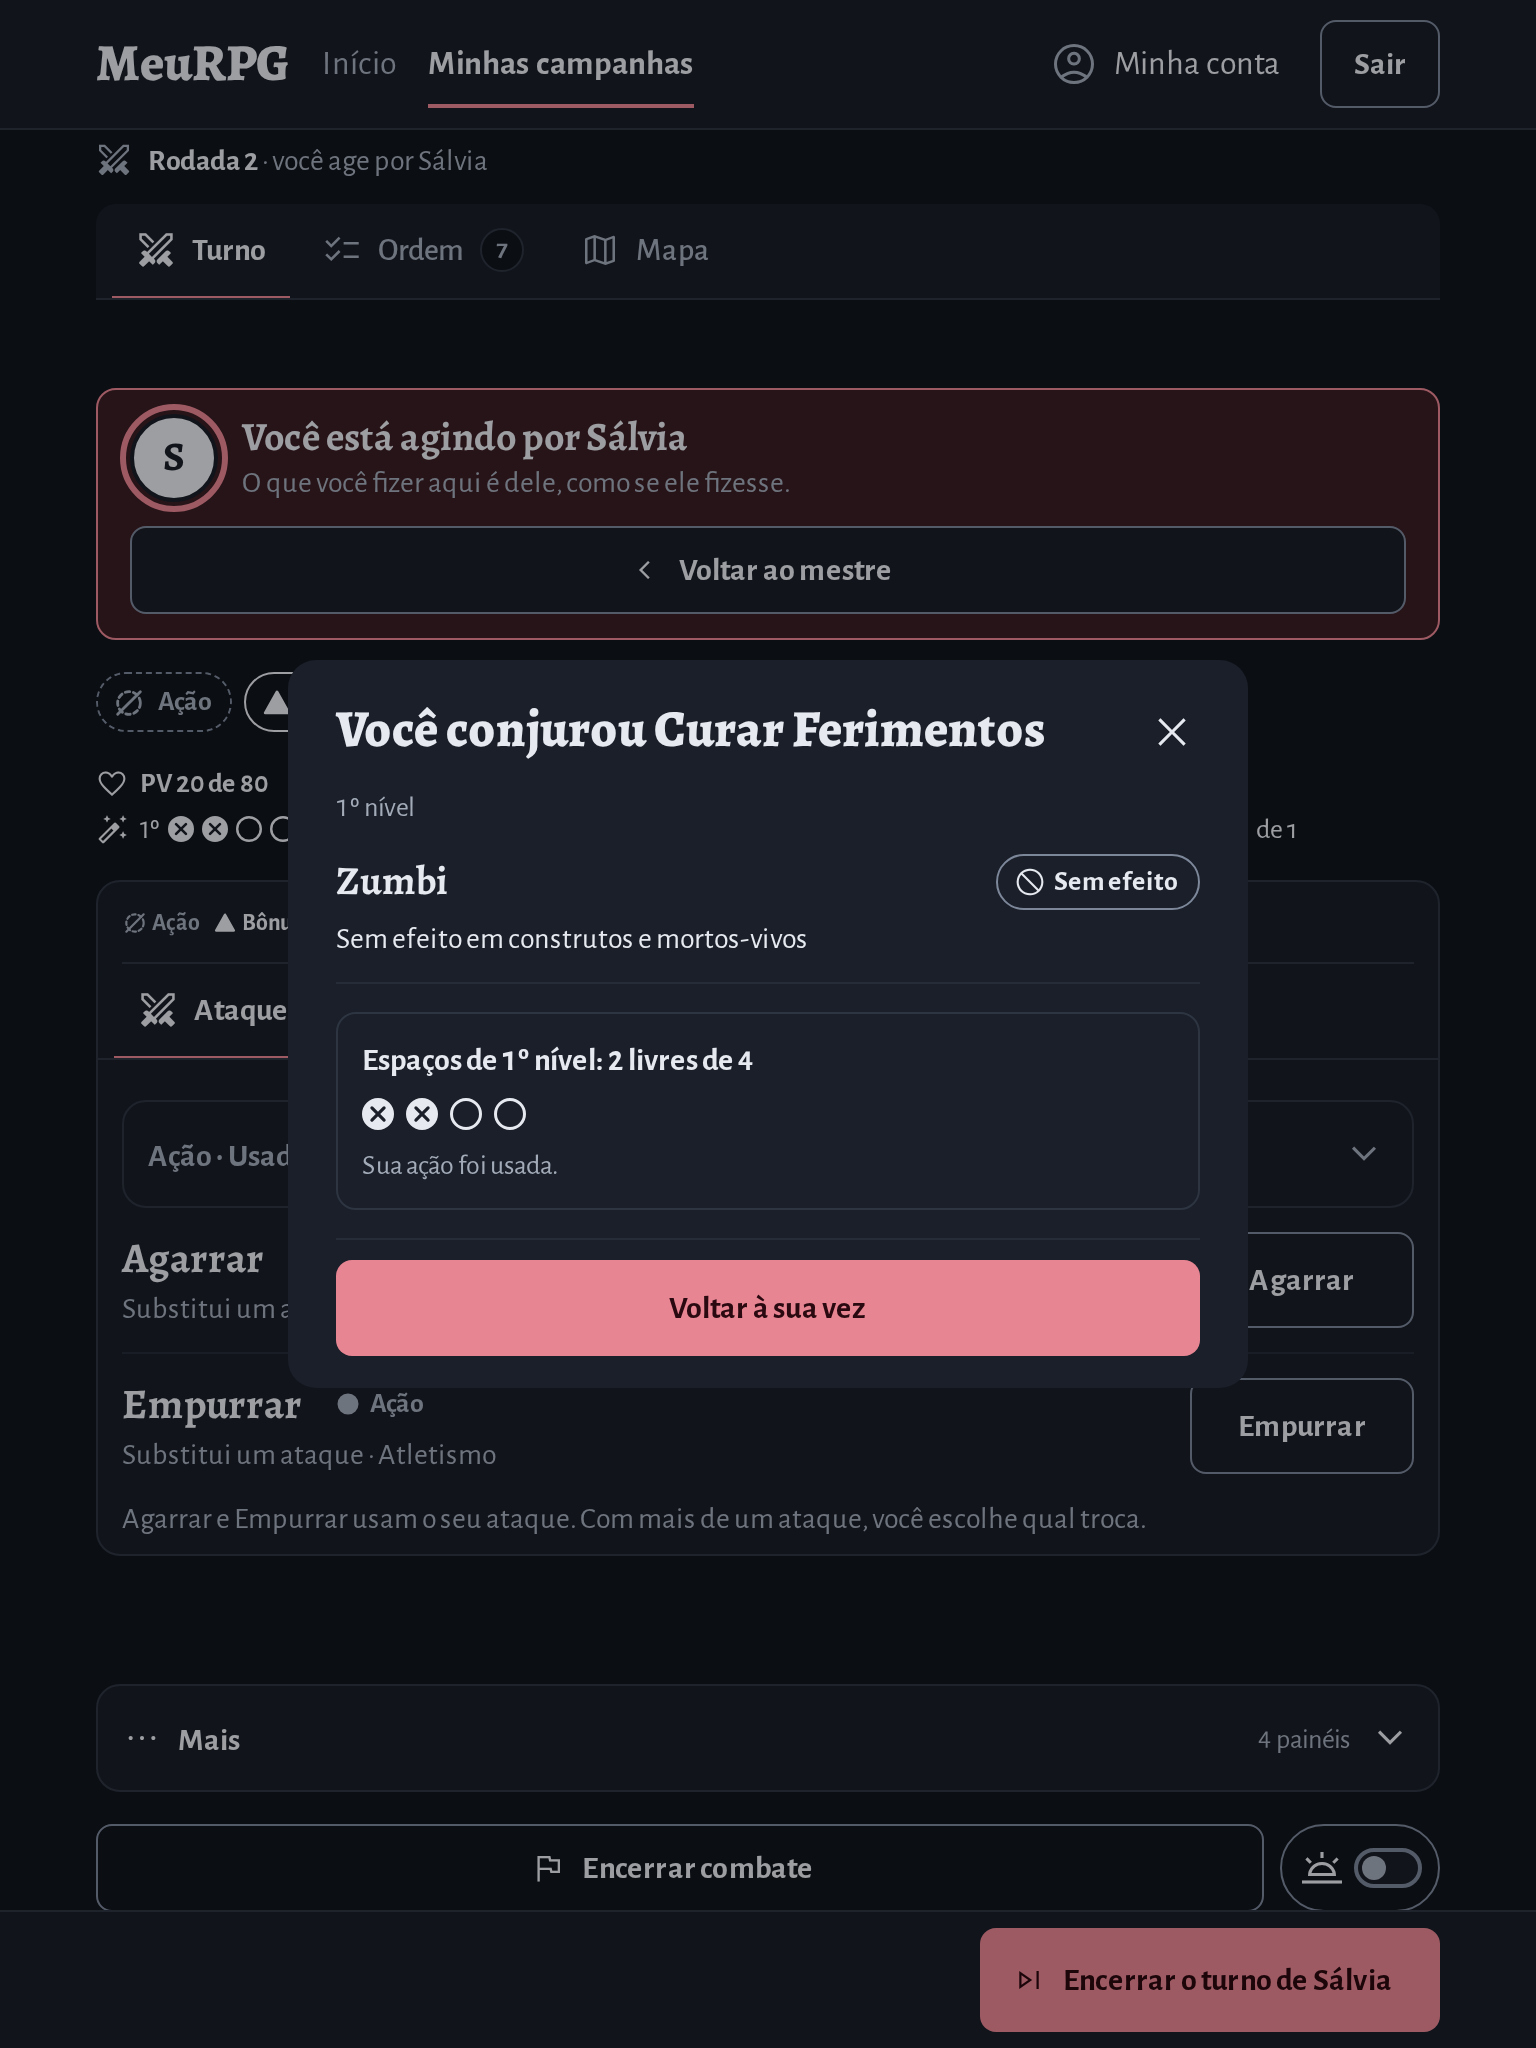 MeuRPG Início Minhas campanhas Minha conta Sair
Rodada 2 · você age por Sálvia
Turno Ordem 7 Mapa
S
Você está agindo por Sálvia
O que você fizer aqui é dele, como se ele fizesse.
Voltar ao mestre
Ação
PV 20 de 80
1º de 1
Você conjurou Curar Ferimentos
1º nível
Zumbi Sem efeito
Sem efeito em construtos e mortos-vivos
Espaços de 1º nível: 2 livres de 4
Sua ação foi usada.
Voltar à sua vez
Ação Bônu
Ataque
Ação · Usad
Agarrar Agarrar
Substitui um a
Empurrar Ação Empurrar
Substitui um ataque · Atletismo
Agarrar e Empurrar usam o seu ataque. Com mais de um ataque, você escolhe qual troca.
Mais 4 painéis
Encerrar combate
Encerrar o turno de Sálvia